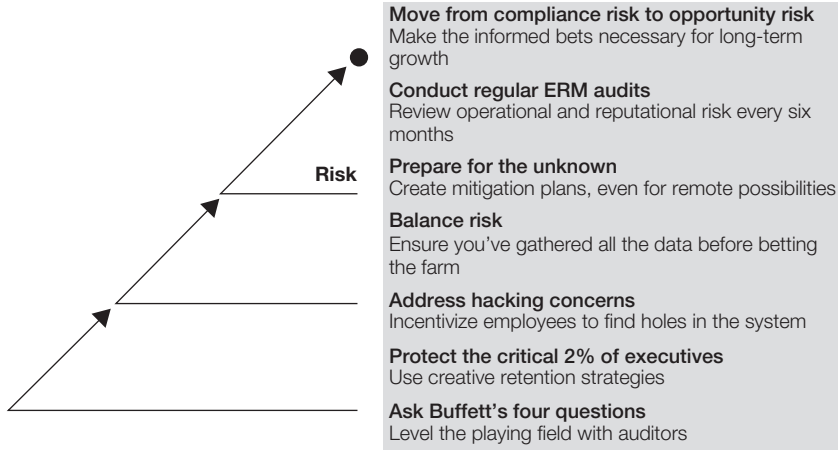 Move from compliance risk to opportunity risk
Make the informed bets necessary for long-term
growth
Conduct regular ERM audits
Review operational and reputational risk every six
months
Risk
Prepare for the unknown
Create mitigation plans, even for remote possibilities
Balance risk
Ensure you’ve gathered all the data before betting
the farm
Address hacking concerns
Incentivize employees to find holes in the system
Protect the critical 2% of executives
Use creative retention strategies
Ask Buffett’s four questions
Level the playing field with auditors